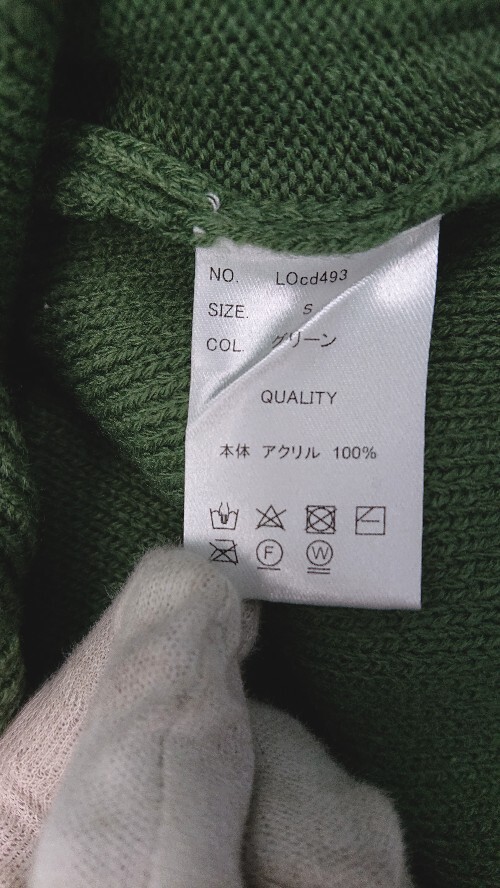 NO. LOcd493
SIZE. S
COL. グリーン
QUALITY
本体 アクリル 100%
F W